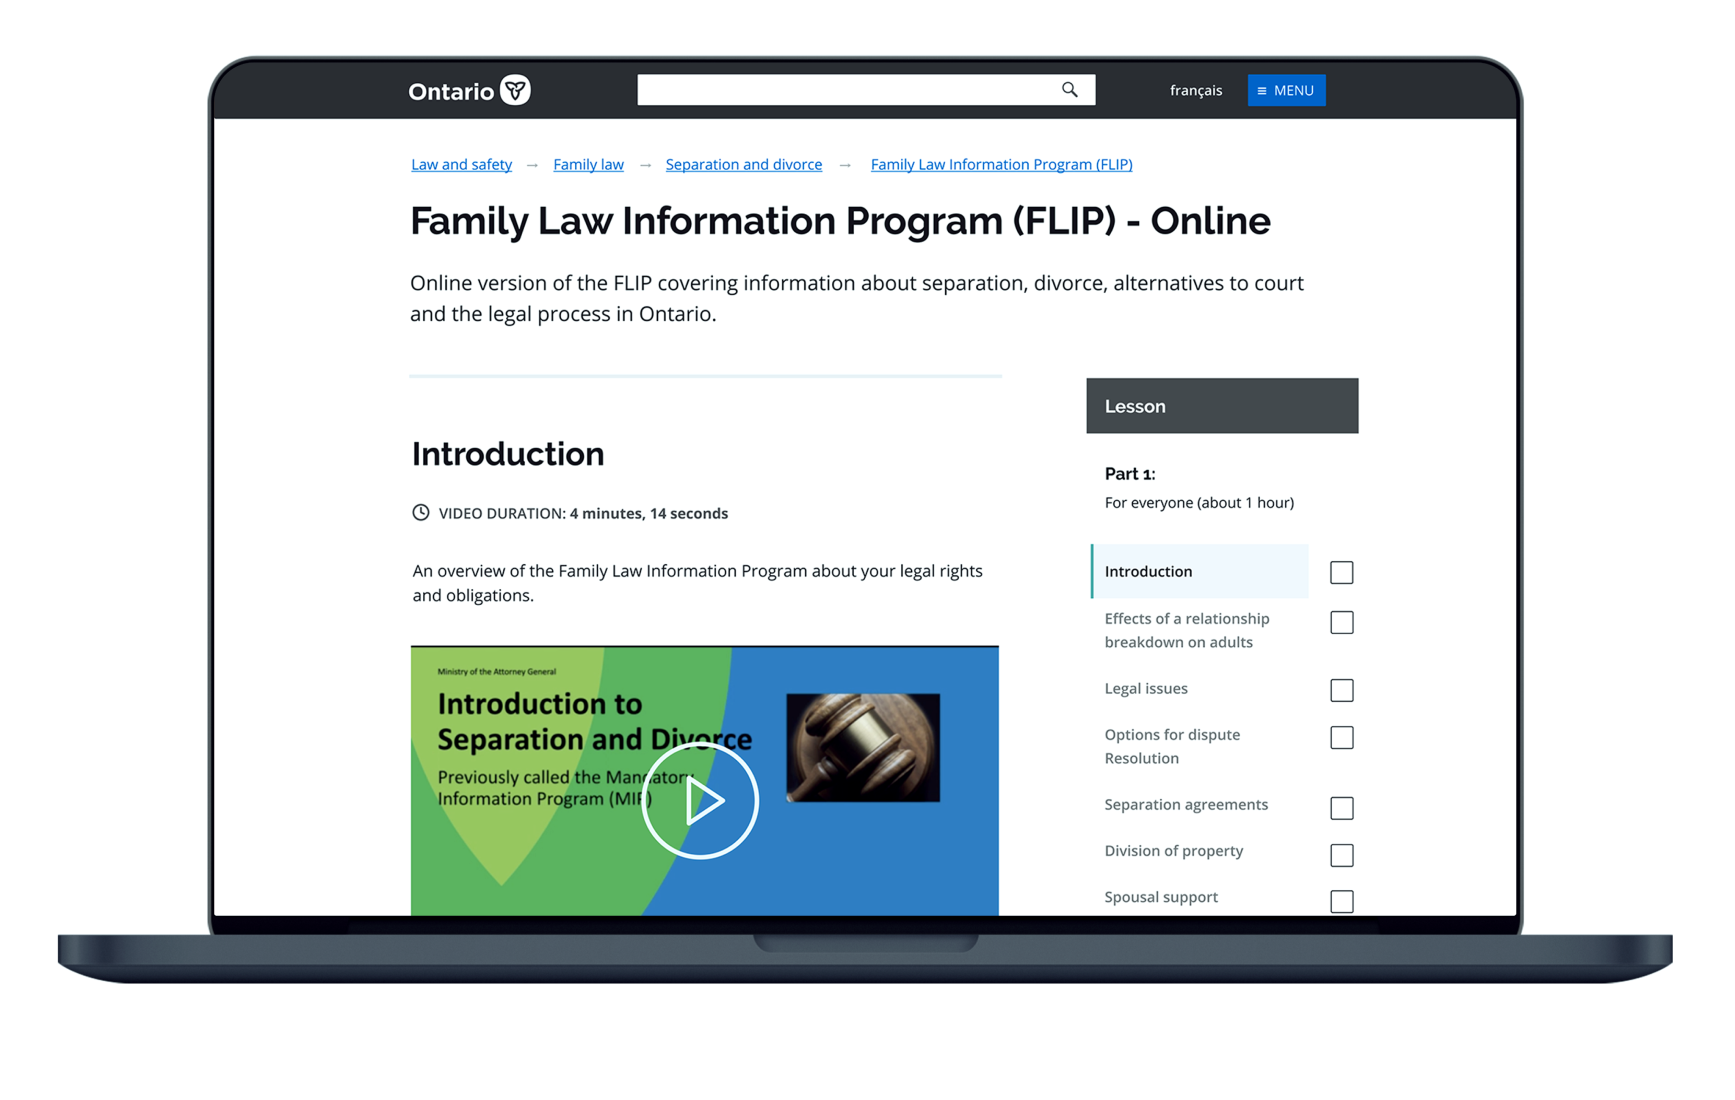 Ontario
français
≡ MENU
Law and safety → Family law → Separation and divorce → Family Law Information Program (FLIP)
Family Law Information Program (FLIP) - Online
Online version of the FLIP covering information about separation, divorce, alternatives to court
and the legal process in Ontario.
Introduction
VIDEO DURATION: 4 minutes, 14 seconds
An overview of the Family Law Information Program about your legal rights
and obligations.
Ministry of the Attorney General
Introduction to
Separation and Divorce
Previously called the Mandatory
Information Program (MIP)
Lesson
Part 1:
For everyone (about 1 hour)
Introduction
Effects of a relationship
breakdown on adults
Legal issues
Options for dispute
Resolution
Separation agreements
Division of property
Spousal support